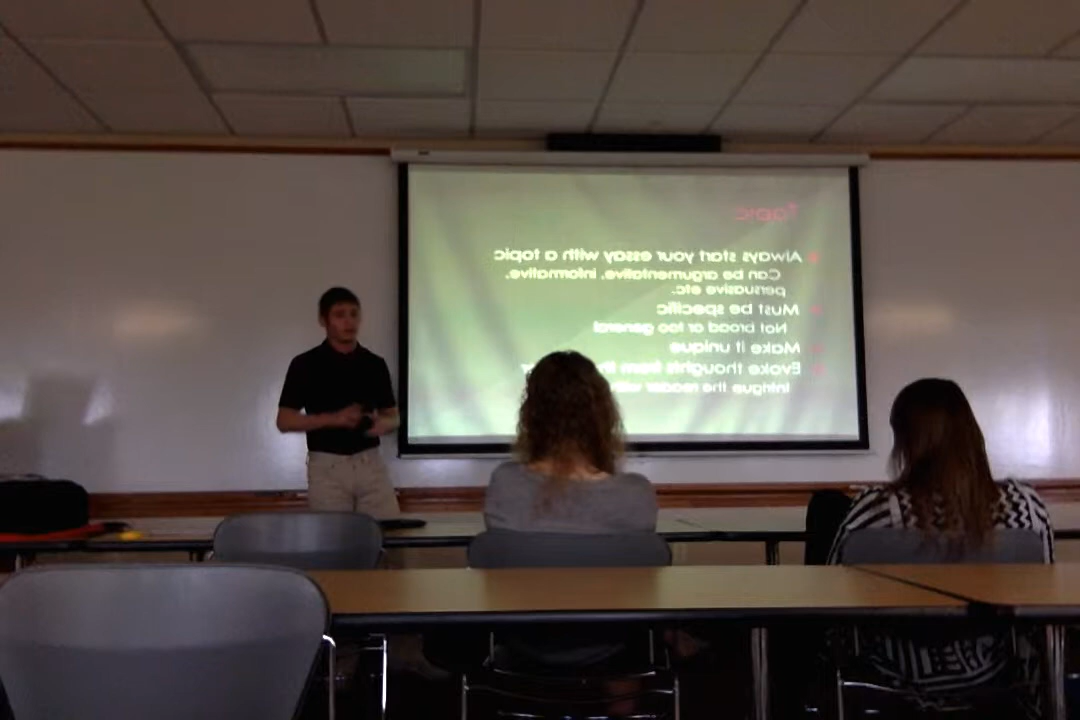 Topic
Always start your essay with a topic
Can be argumentative, informative,
persuasive etc.
Must be specific
Not broad or too general
Make it unique
Evoke thoughts from
Intrigue the reader